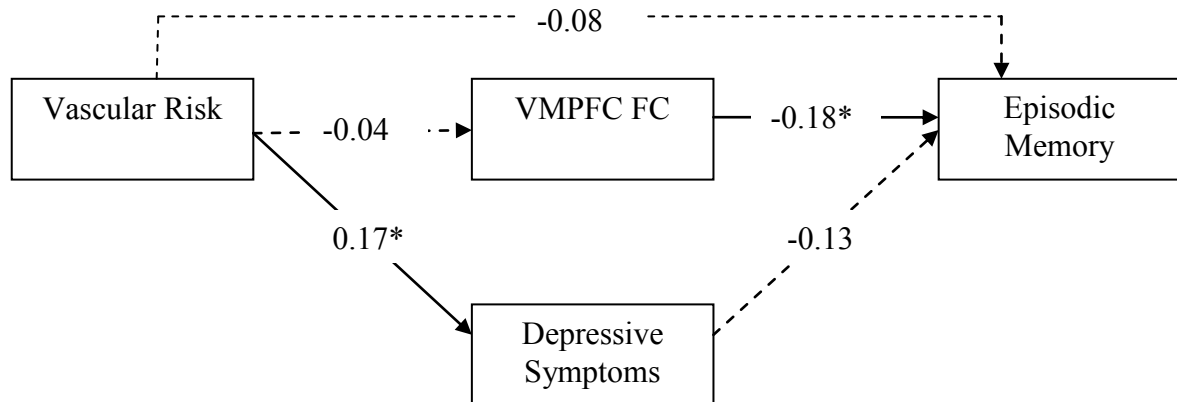 -0.08
Vascular Risk
-0.04
VMPFC FC
-0.18*
Episodic
Memory
0.17*
-0.13
Depressive
Symptoms